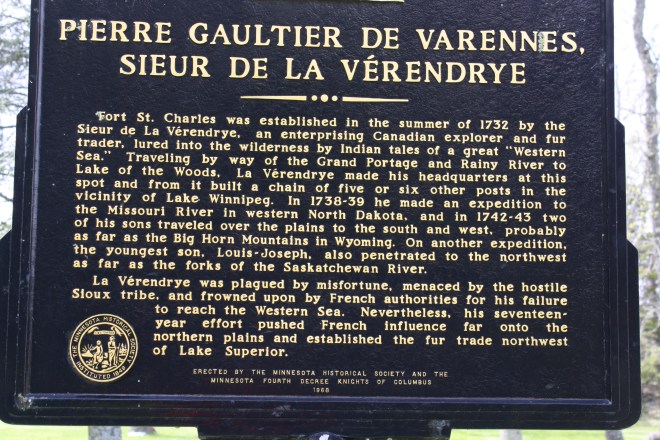 PIERRE GAULTIER DE VARENNES,
SIEUR DE LA VÉRENDRYE
Fort St. Charles was established in the summer of 1732 by the
Sieur de La Vérendrye, an enterprising Canadian explorer and fur
trader, lured into the wilderness by Indian tales of a great "Western
Sea." Traveling by way of the Grand Portage and Rainy River to
Lake of the Woods, La Vérendrye made his headquarters at this
spot and from it built a chain of five or six other posts in the
vicinity of Lake Winnipeg. In 1738-39 he made an expedition to
the Missouri River in western North Dakota, and in 1742-43 two
of his sons traveled over the plains to the south and west, probably
as far as the Big Horn Mountains in Wyoming. On another expedition,
the youngest son, Louis-Joseph, also penetrated to the northwest
as far as the forks of the Saskatchewan River.
La Vérendrye was plagued by misfortune, menaced by the hostile
Sioux tribe, and frowned upon by French authorities for his failure
to reach the Western Sea. Nevertheless, his seventeen-
year effort pushed French influence far onto the
northern plains and established the fur trade northwest
of Lake Superior.
THE MINNESOTA HISTORICAL SOCIETY
INSTITUTED 1849
ERECTED BY THE MINNESOTA HISTORICAL SOCIETY AND THE
MINNESOTA FOURTH DEGREE KNIGHTS OF COLUMBUS
1968